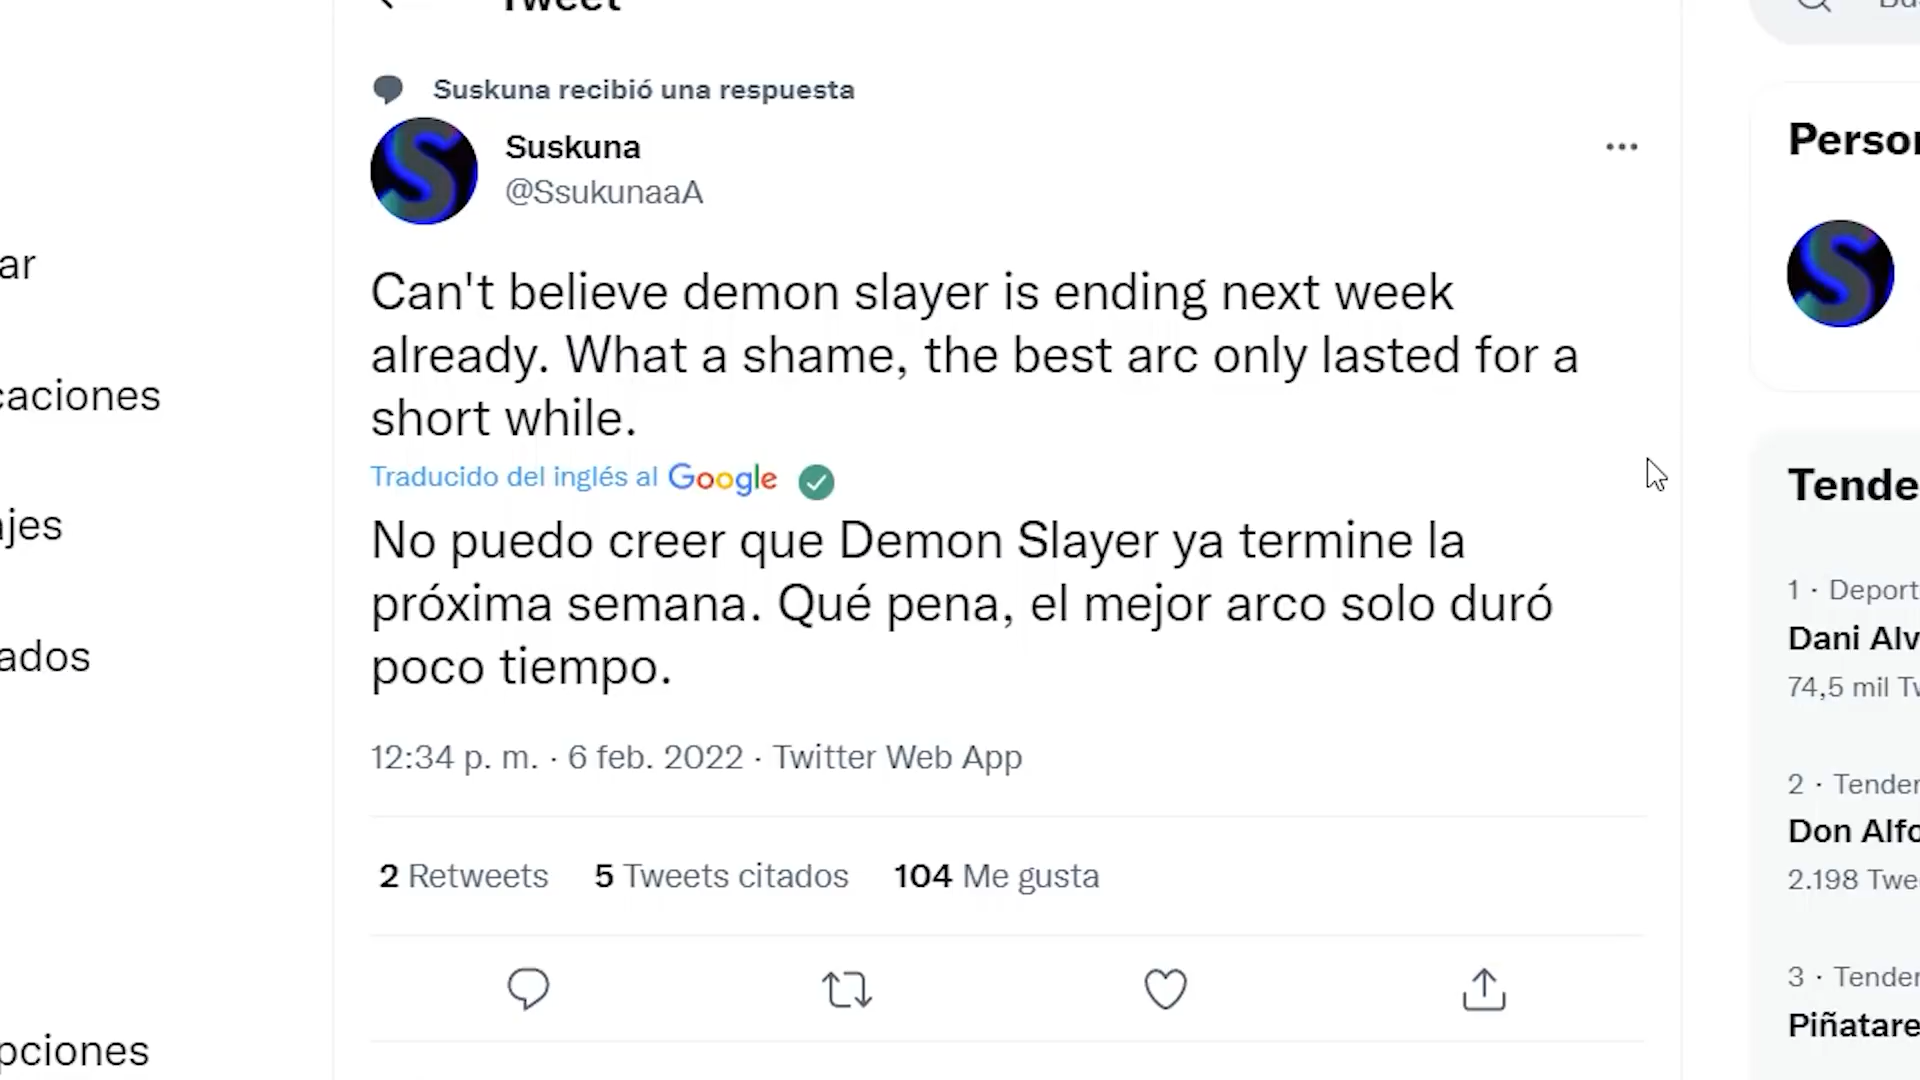 Tweet
Suskuna recibió una respuesta
Suskuna
@SsukunaaA
Can't believe demon slayer is ending next week
already. What a shame, the best arc only lasted for a
short while.
Traducido del inglés al Google
No puedo creer que Demon Slayer ya termine la
próxima semana. Qué pena, el mejor arco solo duró
poco tiempo.
12:34 p. m. · 6 feb. 2022 · Twitter Web App
2 Retweets 5 Tweets citados 104 Me gusta
ar
caciones
ajes
ados
pciones
Perso
Tende
1 · Deport
Dani Alv
74,5 mil Tw
2 · Tender
Don Alfo
2.198 Twe
3 · Tender
Piñatare